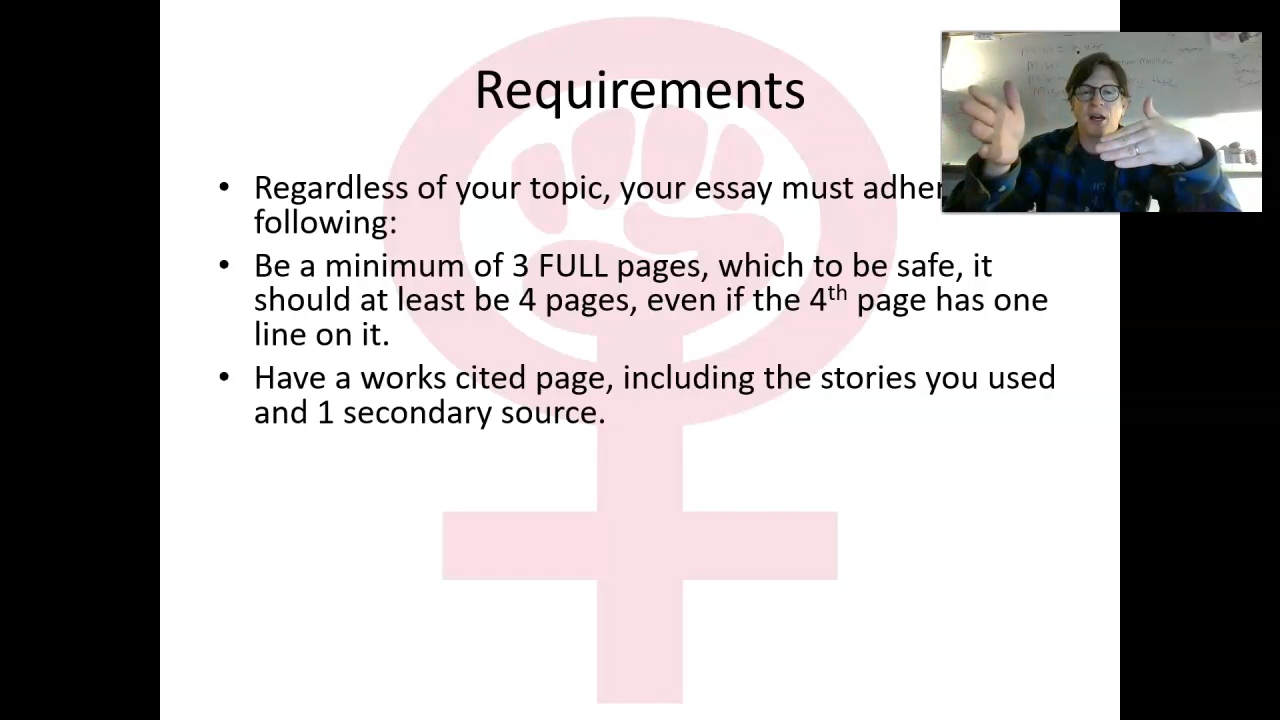 Requirements
• Regardless of your topic, your essay must
following:
• Be a minimum of 3 FULL pages, which to be safe, it
should at least be 4 pages, even if the 4th page has one
line on it.
• Have a works cited page, including the stories you used
and 1 secondary source.